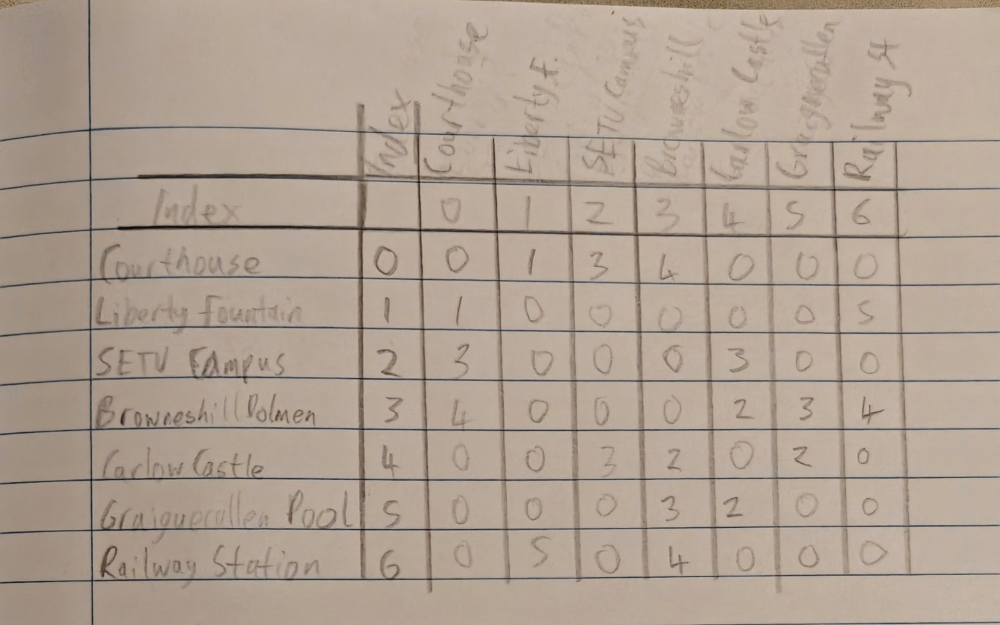 Index Courthouse Liberty F. SETU Campus Browneshill Carlow Castle Graiguecullen Railway St
Index 0 1 2 3 4 5 6
Courthouse 0 0 1 3 4 0 0 0
Liberty Fountain 1 1 0 0 0 0 0 5
SETU Campus 2 3 0 0 0 3 0 0
Browneshill Dolmen 3 4 0 0 0 2 3 4
Carlow Castle 4 0 0 3 2 0 2 0
Graiguecullen Pool 5 0 0 0 3 2 0 0
Railway Station 6 0 5 0 4 0 0 0